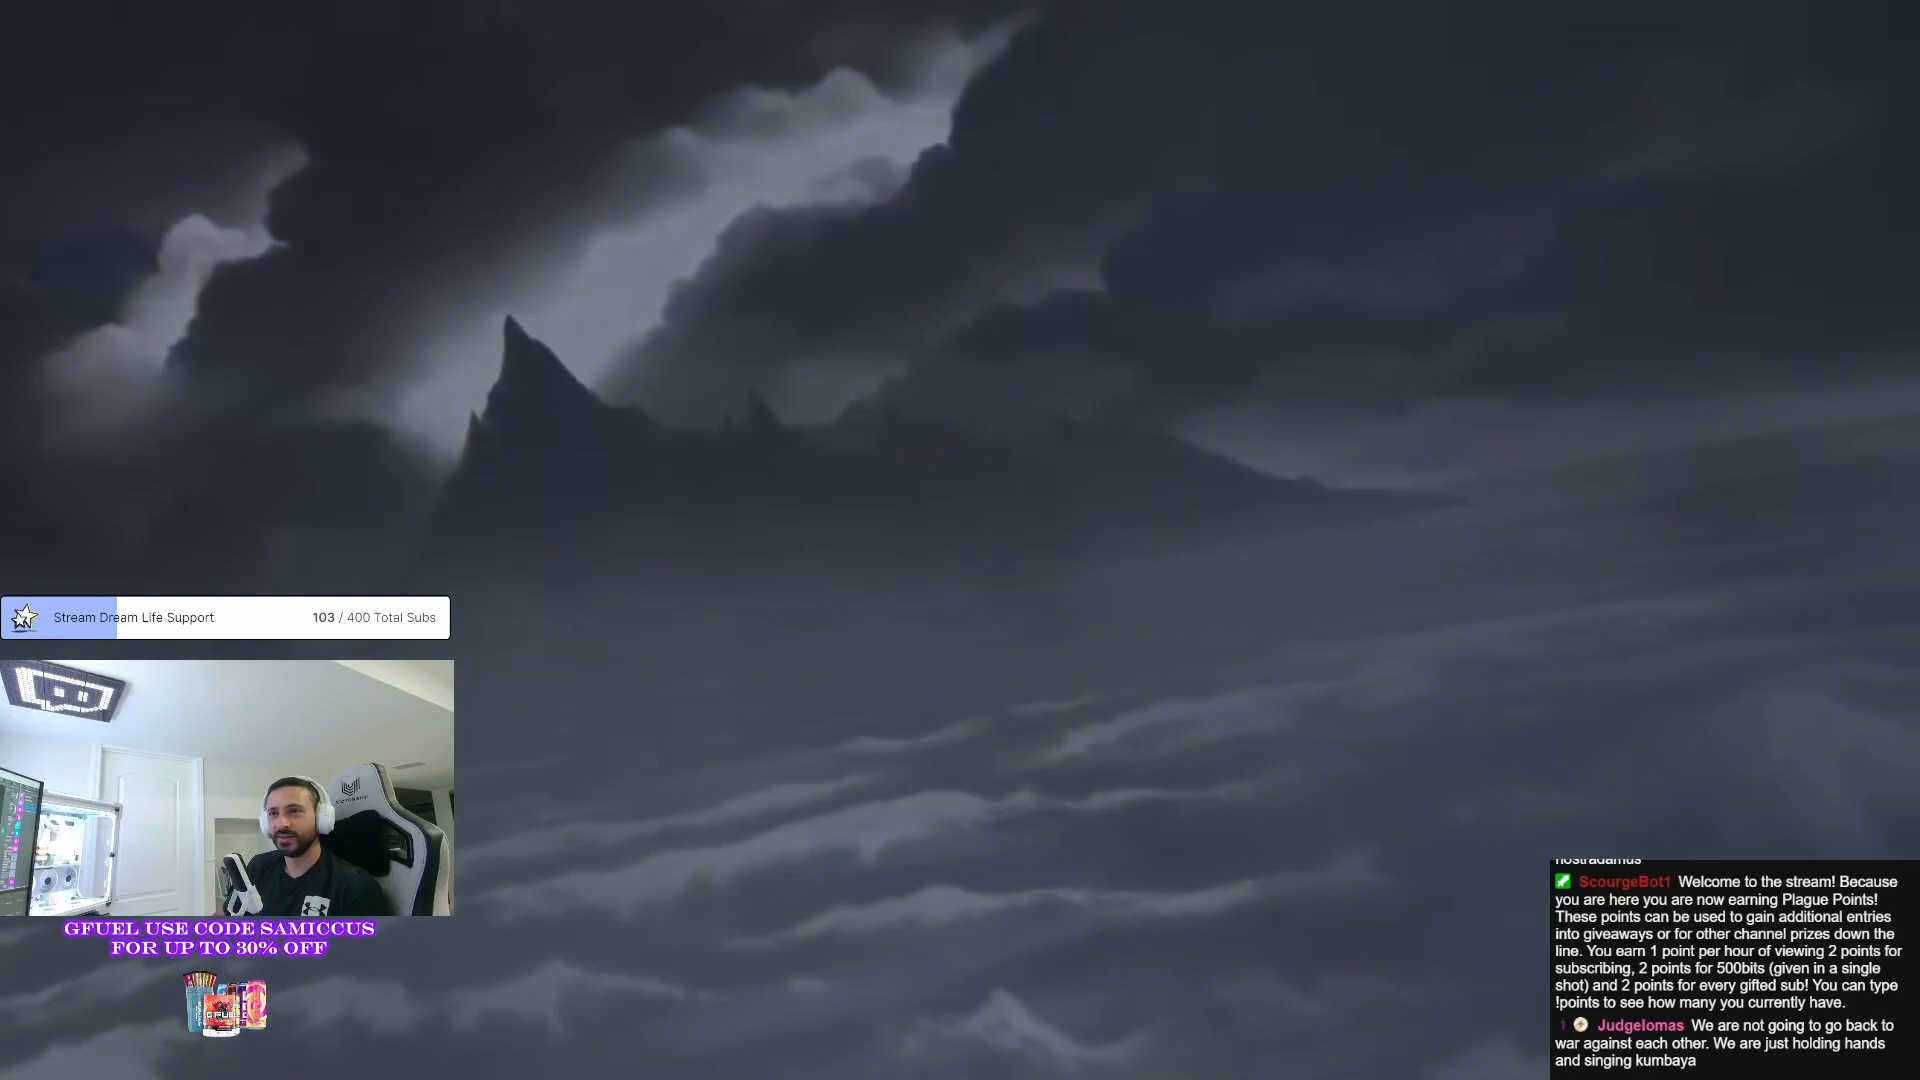 Stream Dream Life Support 103 / 400 Total Subs
GFUEL USE CODE SAMICCUS
FOR UP TO 30% OFF
GFUEL
nostradamus
ScourgeBot1 Welcome to the stream! Because
you are here you are now earning Plague Points!
These points can be used to gain additional entries
into giveaways or for other channel prizes down the
line. You earn 1 point per hour of viewing 2 points for
subscribing, 2 points for 500bits (given in a single
shot) and 2 points for every gifted sub! You can type
!points to see how many you currently have.
Judgelomas We are not going to go back to
war against each other. We are just holding hands
and singing kumbaya